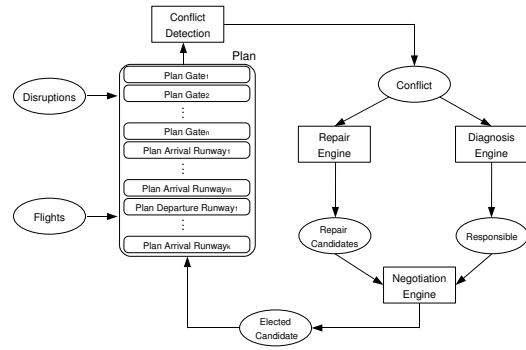 Conflict
Detection
Plan
Plan Gate1
Plan Gate2
⋮
Plan Gaten
Plan Arrival Runway1
⋮
Plan Arrival Runwaym
Plan Departure Runway1
⋮
Plan Arrival Runwayk
Disruptions
Flights
Conflict
Repair
Engine
Diagnosis
Engine
Repair
Candidates
Responsible
Negotiation
Engine
Elected
Candidate